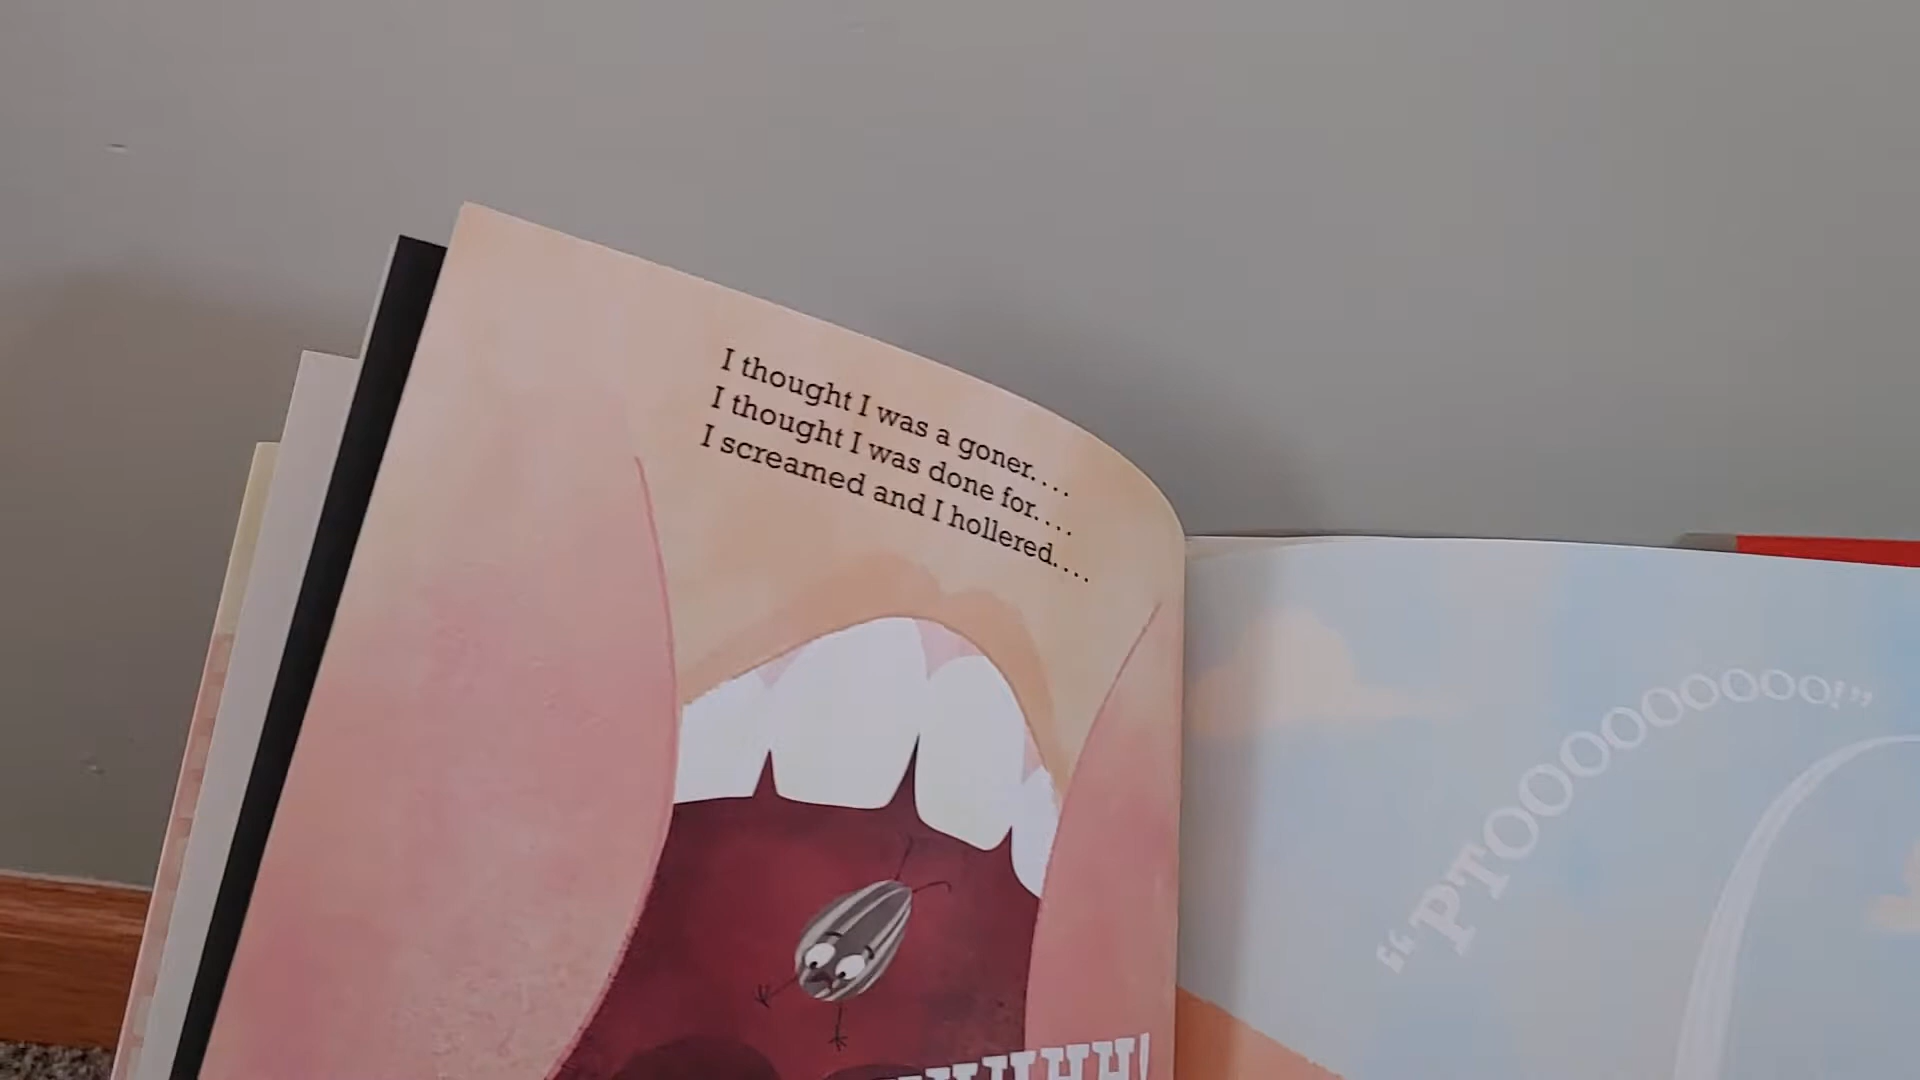 I thought I was a goner....
I thought I was done for....
I screamed and I hollered....
"PTOOOOOOOOOO!"